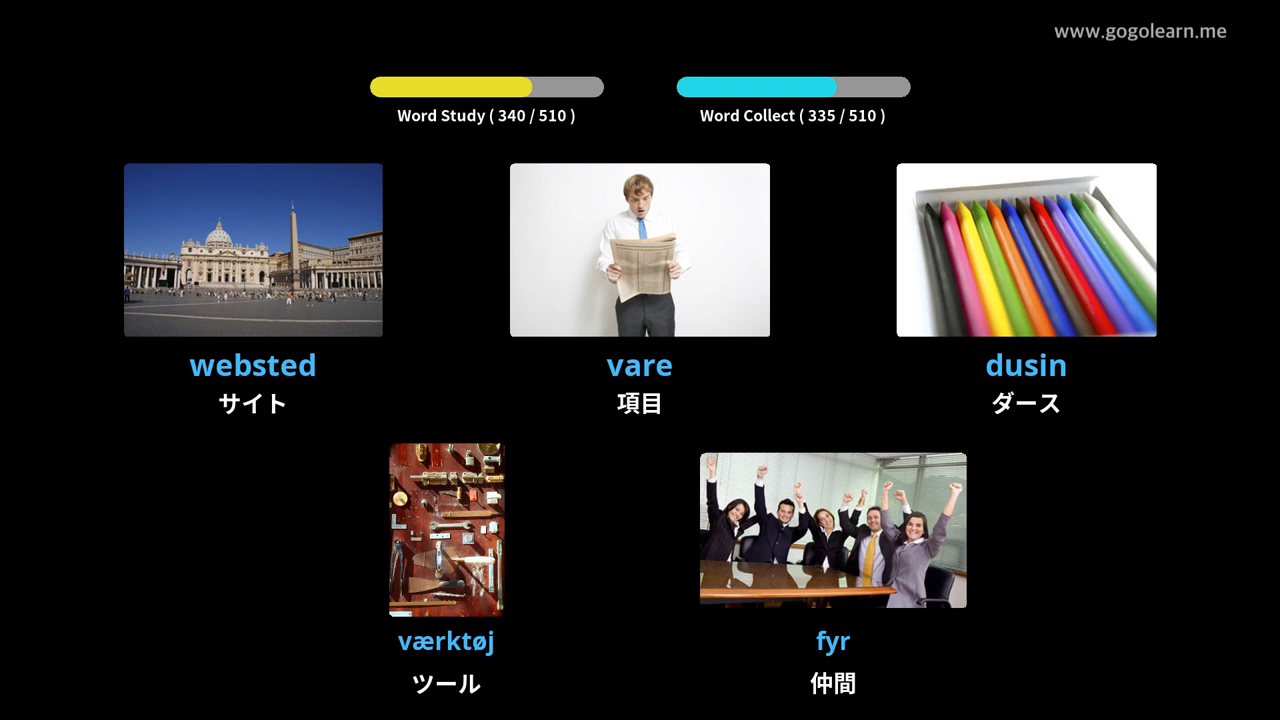 www.gogolearn.me
Word Study ( 340 / 510 )
Word Collect ( 335 / 510 )
websted
サイト
vare
項目
dusin
ダース
værktøj
ツール
fyr
仲間